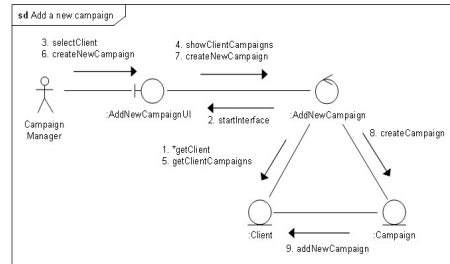 sd Add a new campaign
3. selectClient
6. createNewCampaign
4. showClientCampaigns
7. createNewCampaign
Campaign
Manager
:AddNewCampaignUI
2. startInterface
:AddNewCampaign
8. createCampaign
1. *getClient
5. getClientCampaigns
:Client
:Campaign
9. addNewCampaign